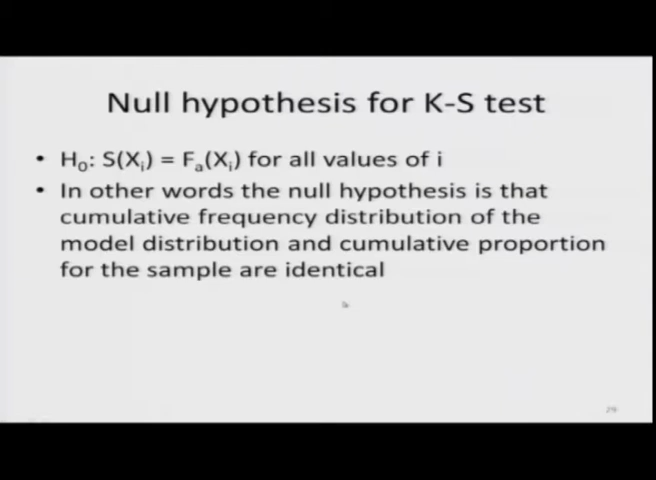 Null hypothesis for K-S test
• H₀: S(Xᵢ) = Fₐ(Xᵢ) for all values of i
• In other words the null hypothesis is that
cumulative frequency distribution of the
model distribution and cumulative proportion
for the sample are identical